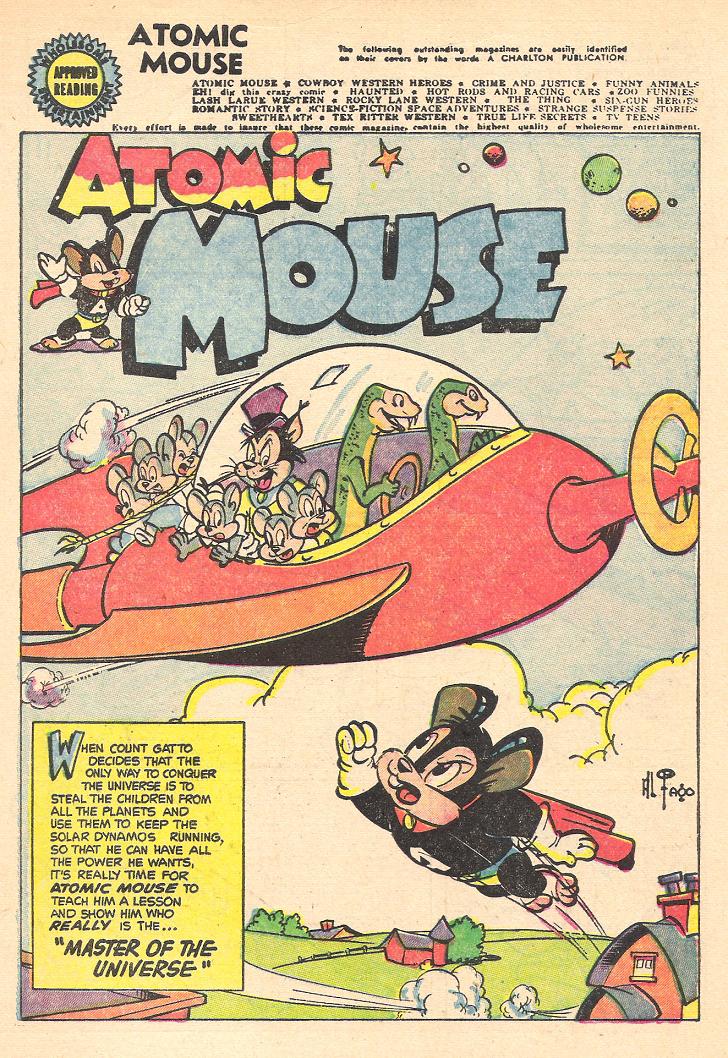 WHOLESOME
APPROVED
READING
ENTERTAINMENT
ATOMIC
MOUSE
The following outstanding magazines are easily identified
on their covers by the words A CHARLTON PUBLICATION.
ATOMIC MOUSE • COWBOY WESTERN HEROES • CRIME AND JUSTICE • FUNNY ANIMALS
EH! dig this crazy comic • HAUNTED • HOT RODS AND RACING CARS • ZOO FUNNIES
LASH LARUE WESTERN • ROCKY LANE WESTERN • THE THING • SIX-GUN HEROES
ROMANTIC STORY • SCIENCE-FICTION SPACE ADVENTURES • STRANGE SUSPENSE STORIES
SWEETHEARTS • TEX RITTER WESTERN • TRUE LIFE SECRETS • TV TEENS
Every effort is made to insure that these comic magazines contain the highest quality of wholesome entertainment.
ATOMIC
MOUSE
A
WHEN COUNT GATTO
DECIDES THAT THE
ONLY WAY TO CONQUER
THE UNIVERSE IS TO
STEAL THE CHILDREN FROM
ALL THE PLANETS AND
USE THEM TO KEEP THE
SOLAR DYNAMOS RUNNING,
SO THAT HE CAN HAVE ALL
THE POWER HE WANTS,
IT'S REALLY TIME FOR
ATOMIC MOUSE TO
TEACH HIM A LESSON
AND SHOW HIM WHO
REALLY IS THE...
"MASTER OF THE
UNIVERSE"
AL FAGO